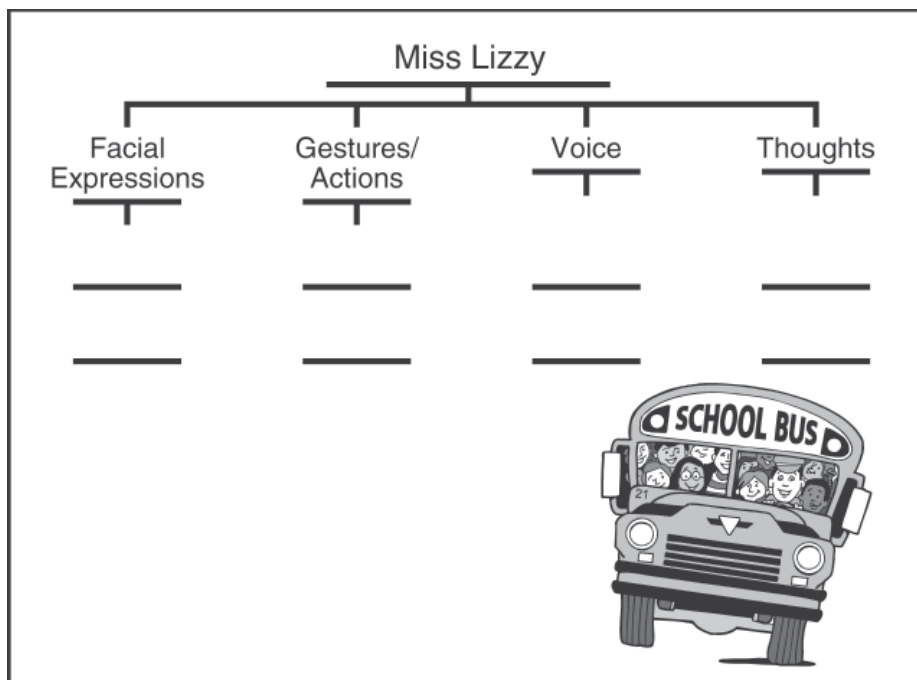 Miss Lizzy
Facial
Expressions
Gestures/
Actions
Voice
Thoughts
SCHOOL BUS
21